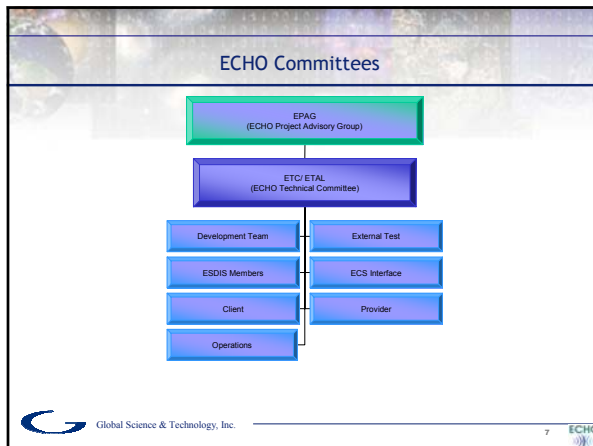 ECHO Committees
EPAG
(ECHO Project Advisory Group)
ETC/ ETAL
(ECHO Technical Committee)
Development Team
External Test
ESDIS Members
ECS Interface
Client
Provider
Operations
Global Science & Technology, Inc.
7
ECHO